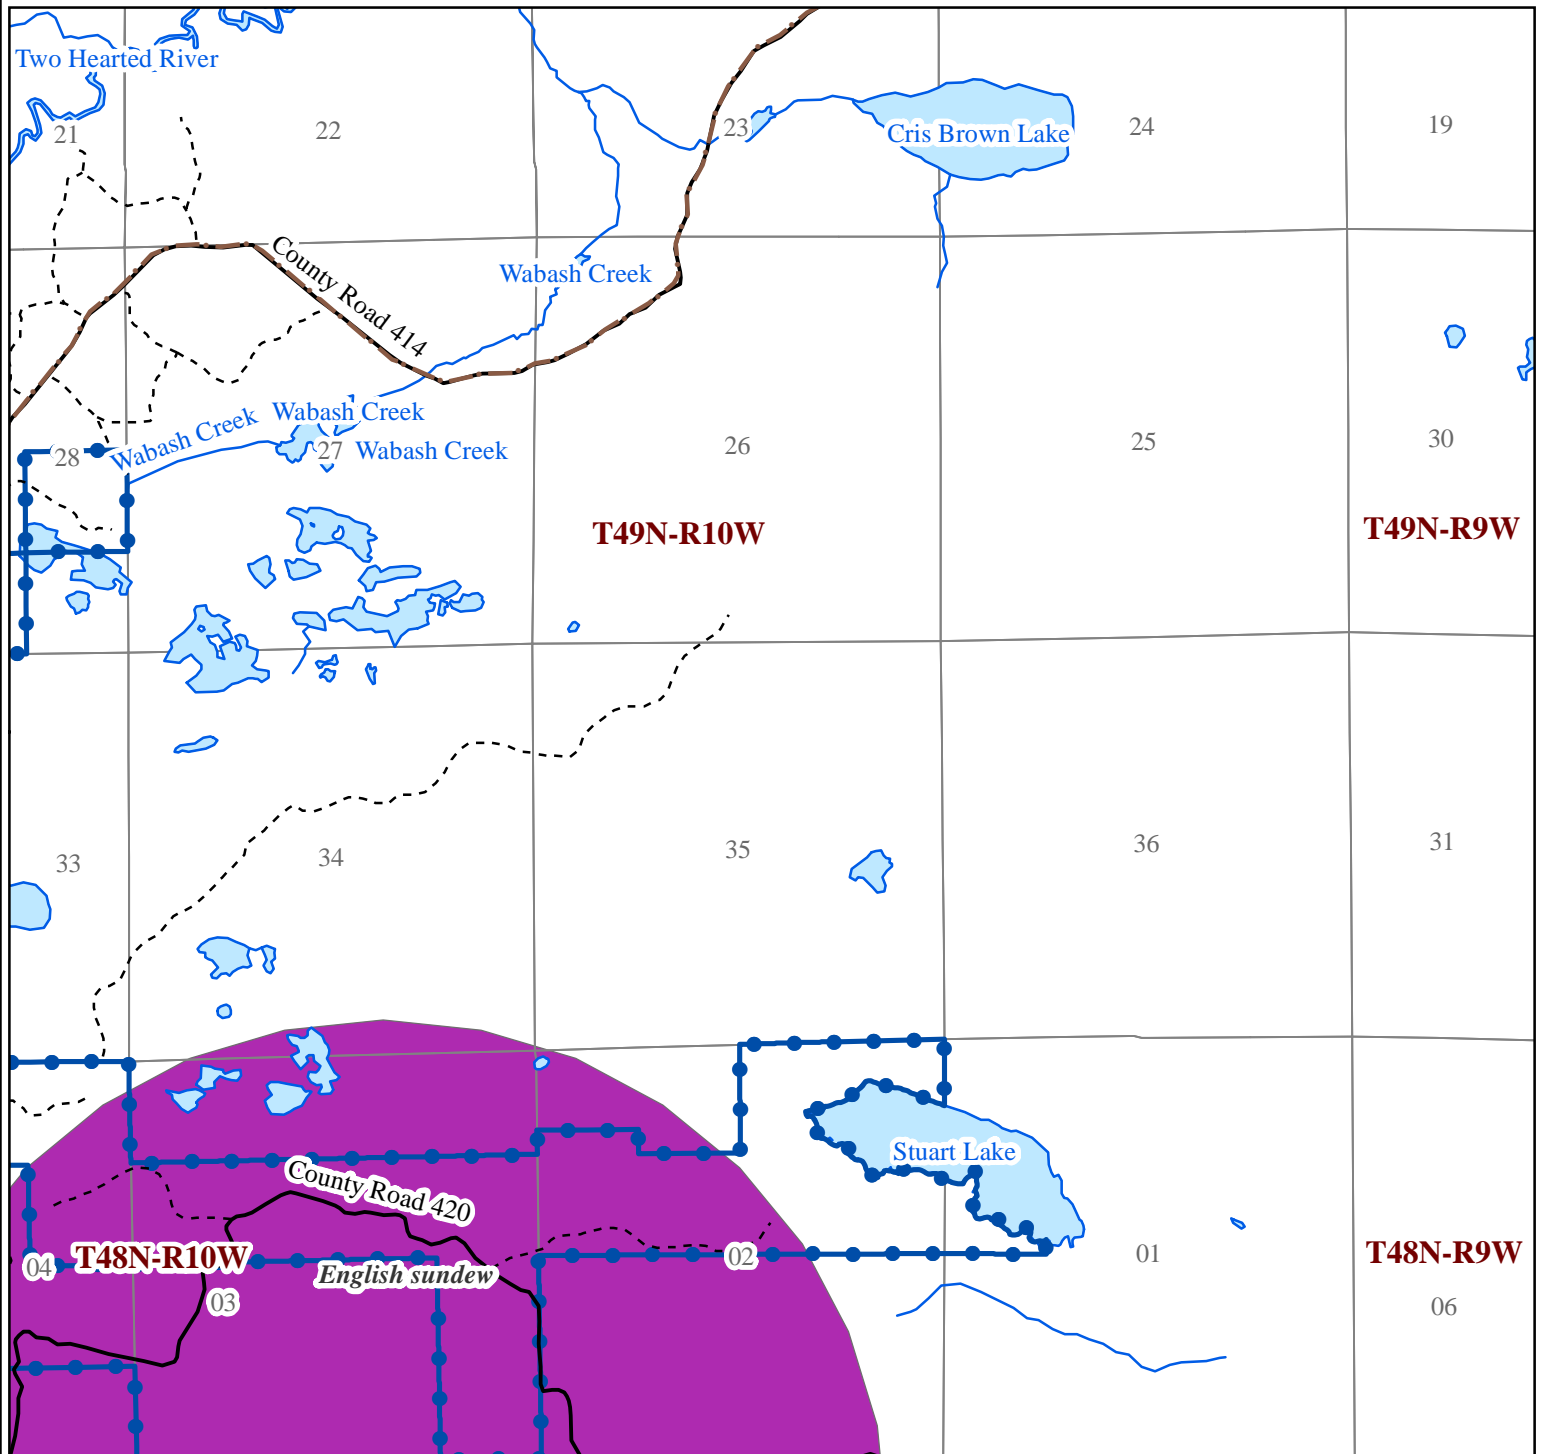 Two Hearted River
21
22
23
Cris Brown Lake
24
19
County Road 414
Wabash Creek
Wabash Creek
Wabash Creek
28
27
Wabash Creek
26
25
30
T49N-R10W
T49N-R9W
33
34
35
36
31
Stuart Lake
County Road 420
04
T48N-R10W
English sundew
02
01
T48N-R9W
03
06